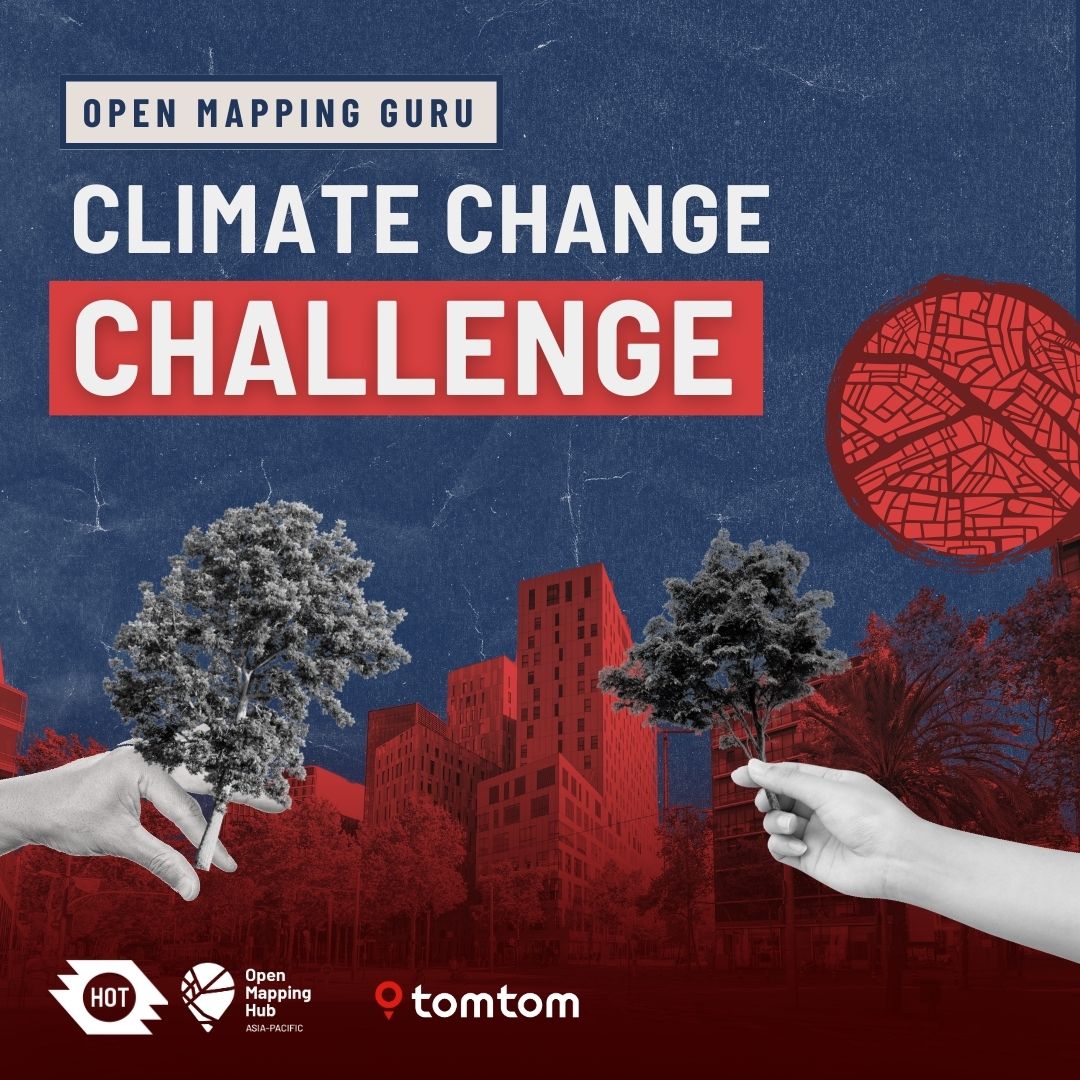 OPEN MAPPING GURU
CLIMATE CHANGE
CHALLENGE
HOT
Open
Mapping
Hub
ASIA-PACIFIC
tomtom